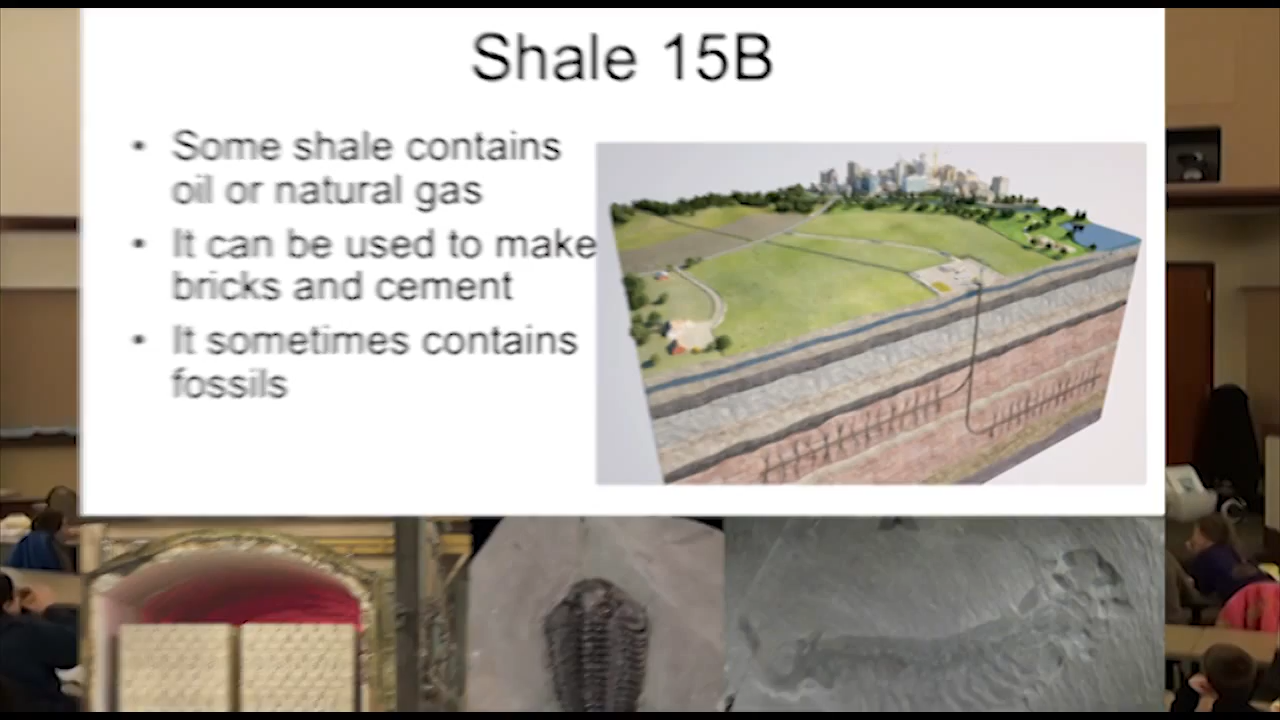 Shale 15B
• Some shale contains
oil or natural gas
• It can be used to make
bricks and cement
• It sometimes contains
fossils